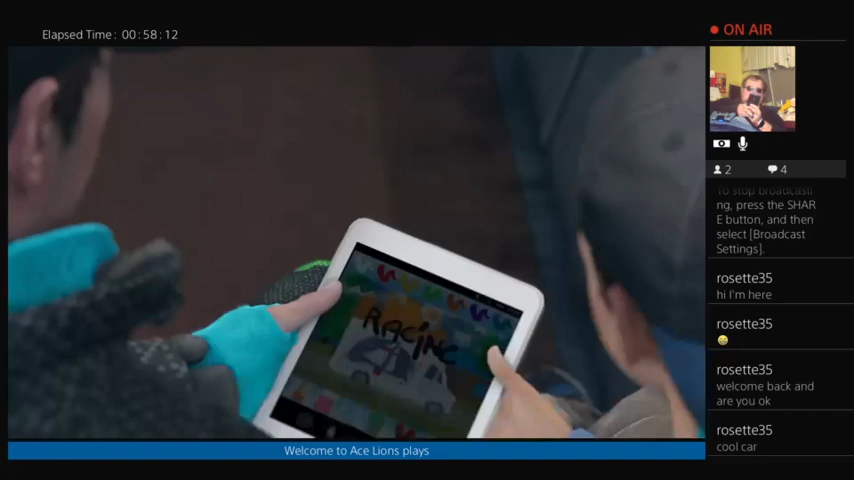 Elapsed Time: 00:58:12
ON AIR
2
4
To stop broadcasti
ng, press the SHAR
E button, and then
select [Broadcast
Settings].
rosette35
hi I'm here
rosette35
rosette35
welcome back and
are you ok
rosette35
cool car
RACING
Welcome to Ace Lions plays